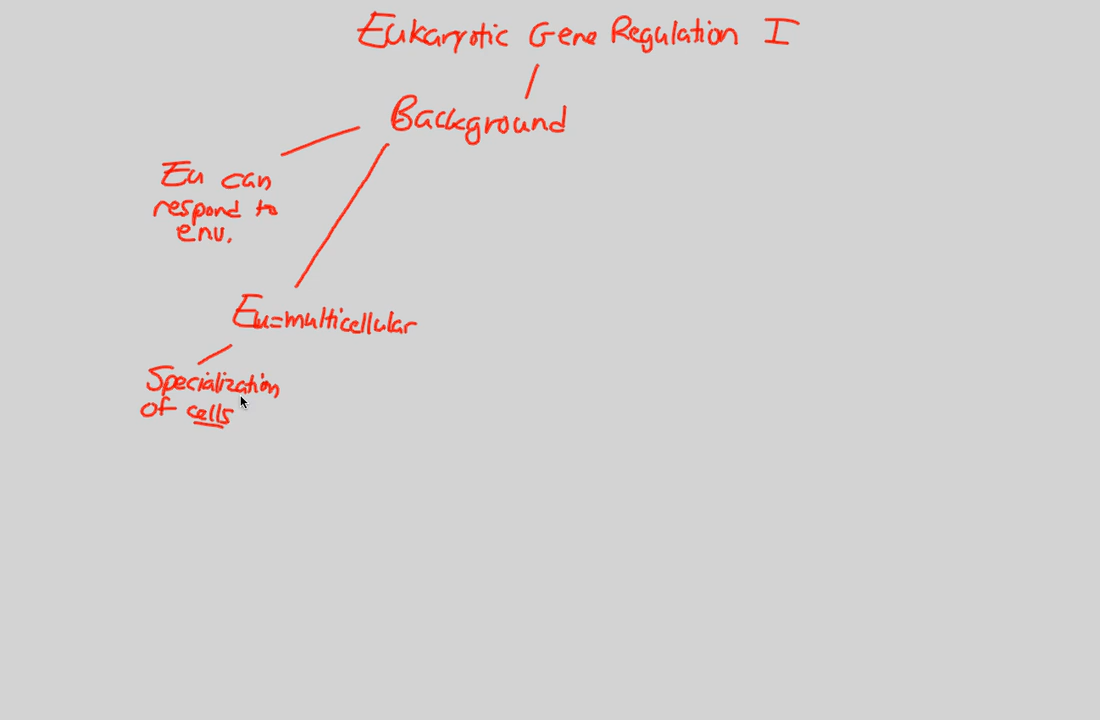 Eukaryotic Gene Regulation I
Background
Eu can
respond to
env.
Eu=multicellular
Specialization
of cells